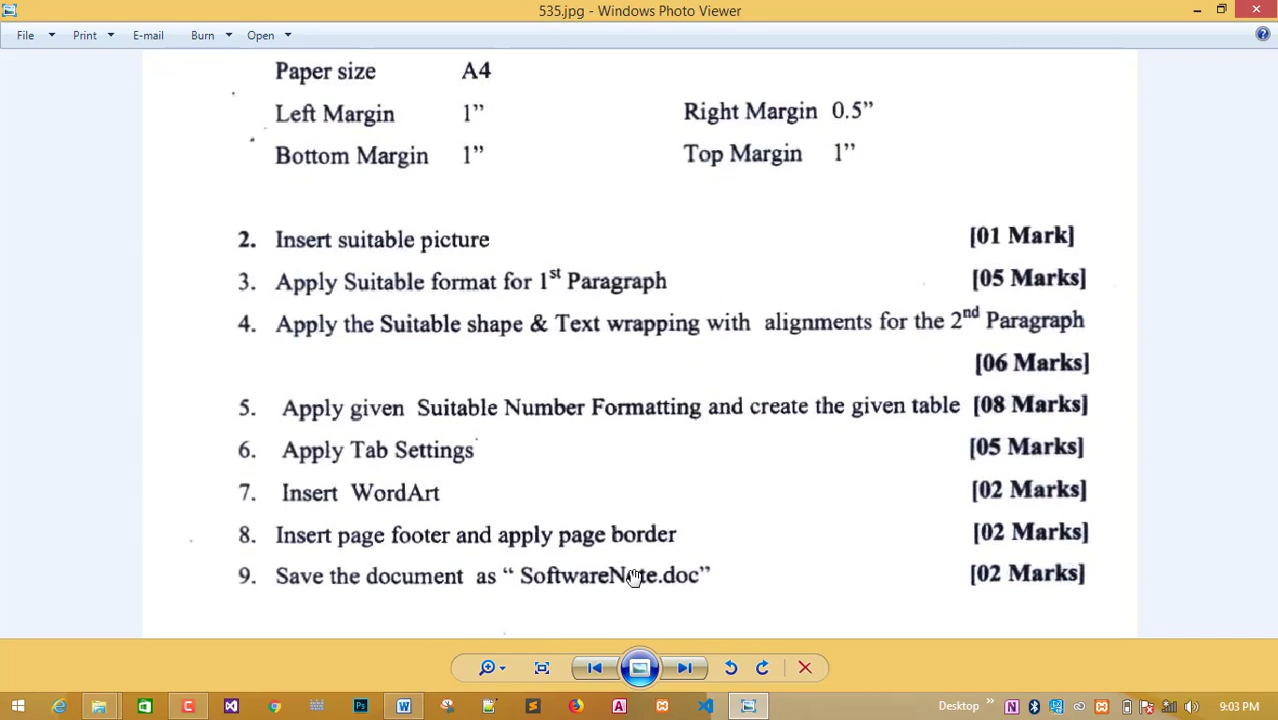 535.jpg - Windows Photo Viewer
File Print E-mail Burn Open
Paper size A4
Left Margin 1” Right Margin 0.5”
Bottom Margin 1” Top Margin 1”
2. Insert suitable picture [01 Mark]
3. Apply Suitable format for 1st Paragraph [05 Marks]
4. Apply the Suitable shape & Text wrapping with alignments for the 2nd Paragraph
[06 Marks]
5. Apply given Suitable Number Formatting and create the given table [08 Marks]
6. Apply Tab Settings [05 Marks]
7. Insert WordArt [02 Marks]
8. Insert page footer and apply page border [02 Marks]
9. Save the document as “ SoftwareNote.doc” [02 Marks]
Desktop 9:03 PM